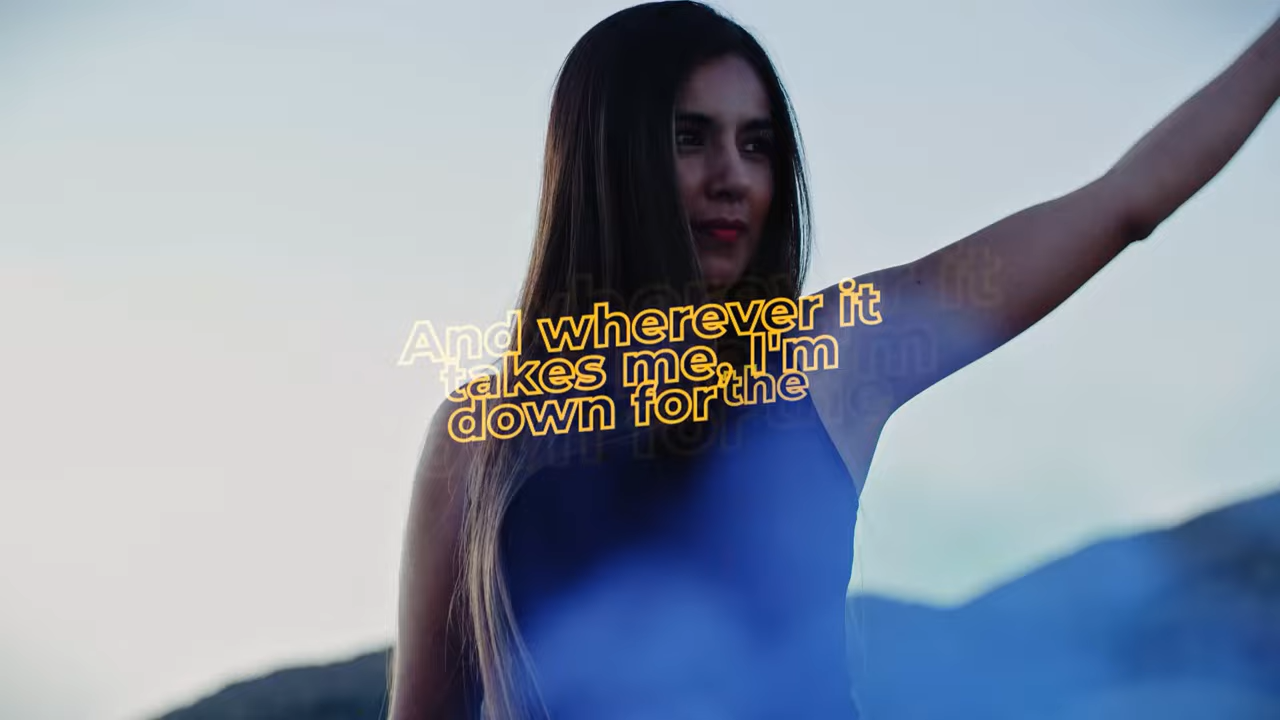 And wherever it
takes me, I'm
down for the